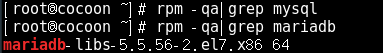 [root@cocoon ~]# rpm -qa|grep mysql
[root@cocoon ~]# rpm -qa|grep mariadb
mariadb-libs-5.5.56-2.el7.x86_64